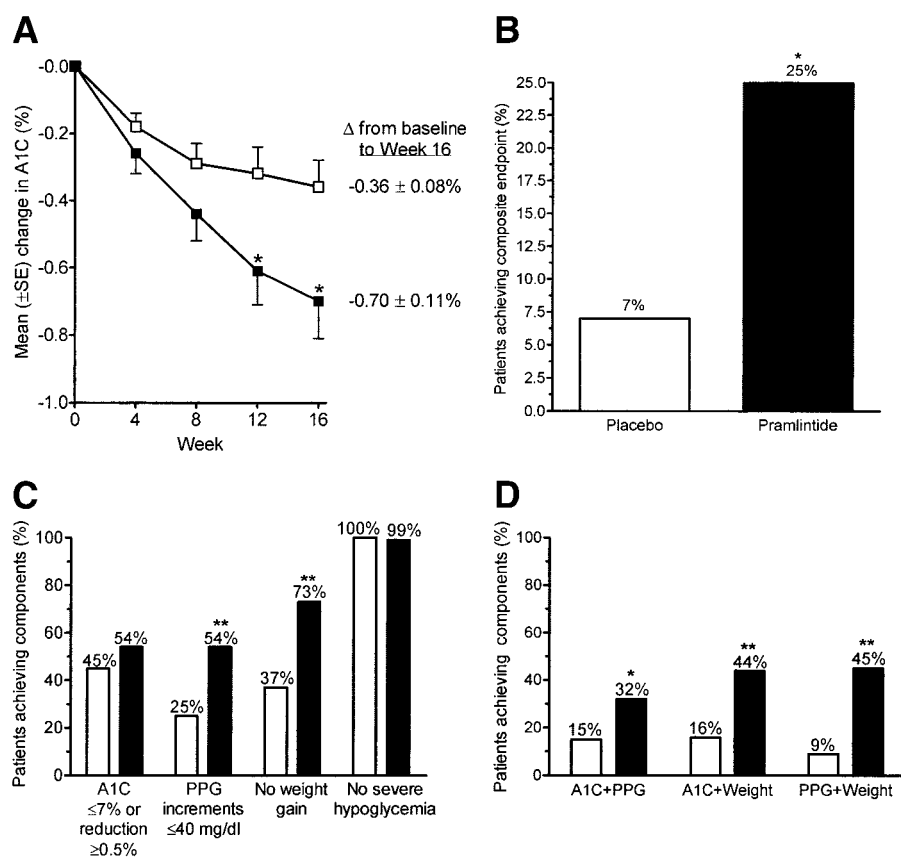 A
Mean (±SE) change in A1C (%)
-0.0
-0.2
-0.4
-0.6
-0.8
-1.0
0
4
8
12
16
Week
*
*
Δ from baseline
to Week 16
-0.36 ± 0.08%
-0.70 ± 0.11%
B
Patients achieving composite endpoint (%)
25.0
22.5
20.0
17.5
15.0
12.5
10.0
7.5
5.0
2.5
0.0
7%
*
25%
Placebo
Pramlintide
C
Patients achieving components (%)
100
80
60
40
20
0
45%
54%
25%
**
54%
37%
**
73%
100%
99%
A1C
≤7% or
reduction
≥0.5%
PPG
increments
≤40 mg/dl
No weight
gain
No severe
hypoglycemia
D
Patients achieving components (%)
100
80
60
40
20
0
15%
*
32%
16%
**
44%
9%
**
45%
A1C+PPG
A1C+Weight
PPG+Weight